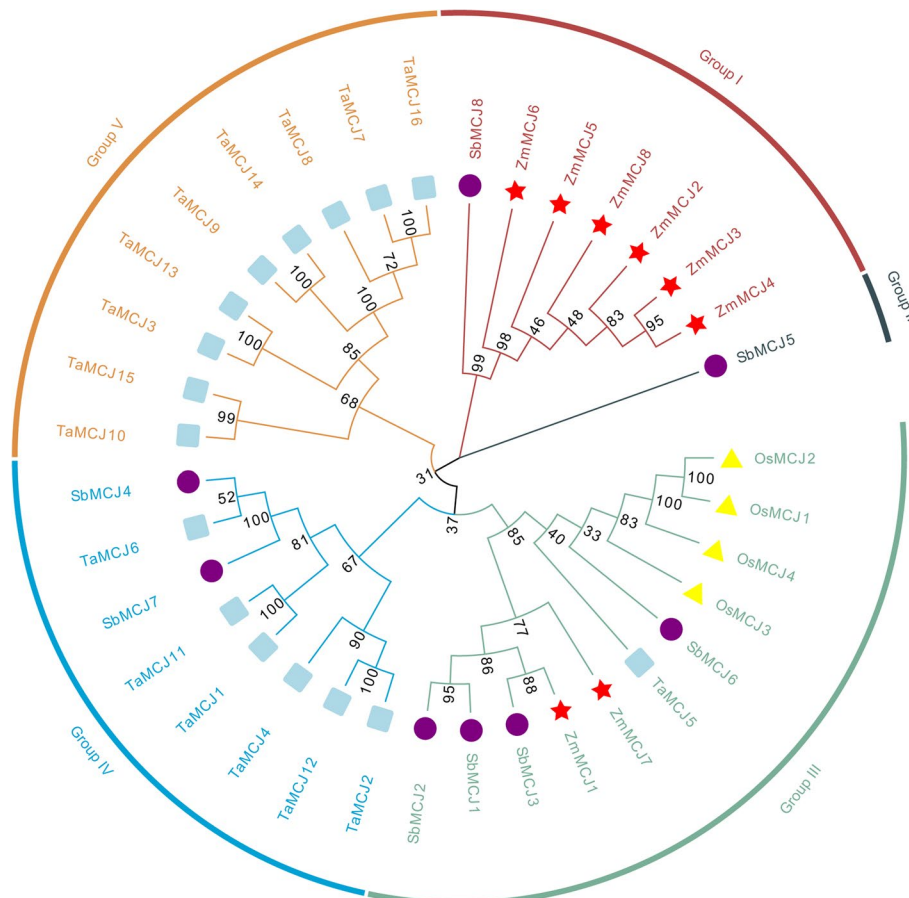 Group I
Group V
TaMCJ16
TaMCJ7
TaMCJ8
TaMCJ14
TaMCJ9
TaMCJ13
TaMCJ3
TaMCJ15
TaMCJ10
SbMCJ8
ZmMCJ6
ZmMCJ5
ZmMCJ8
ZmMCJ2
ZmMCJ3
ZmMCJ4
SbMCJ5
Group
100
72
100
100
85
100
68
99
99
98
46
48
83
95
31
37
SbMCJ4
TaMCJ6
SbMCJ7
TaMCJ11
TaMCJ1
TaMCJ4
TaMCJ12
TaMCJ2
Group IV
52
100
81
67
100
90
100
OsMCJ2
OsMCJ1
OsMCJ4
OsMCJ3
SbMCJ6
TaMCJ5
ZmMCJ7
ZmMCJ1
SbMCJ3
SbMCJ1
SbMCJ2
Group III
100
100
83
33
40
85
77
86
88
95